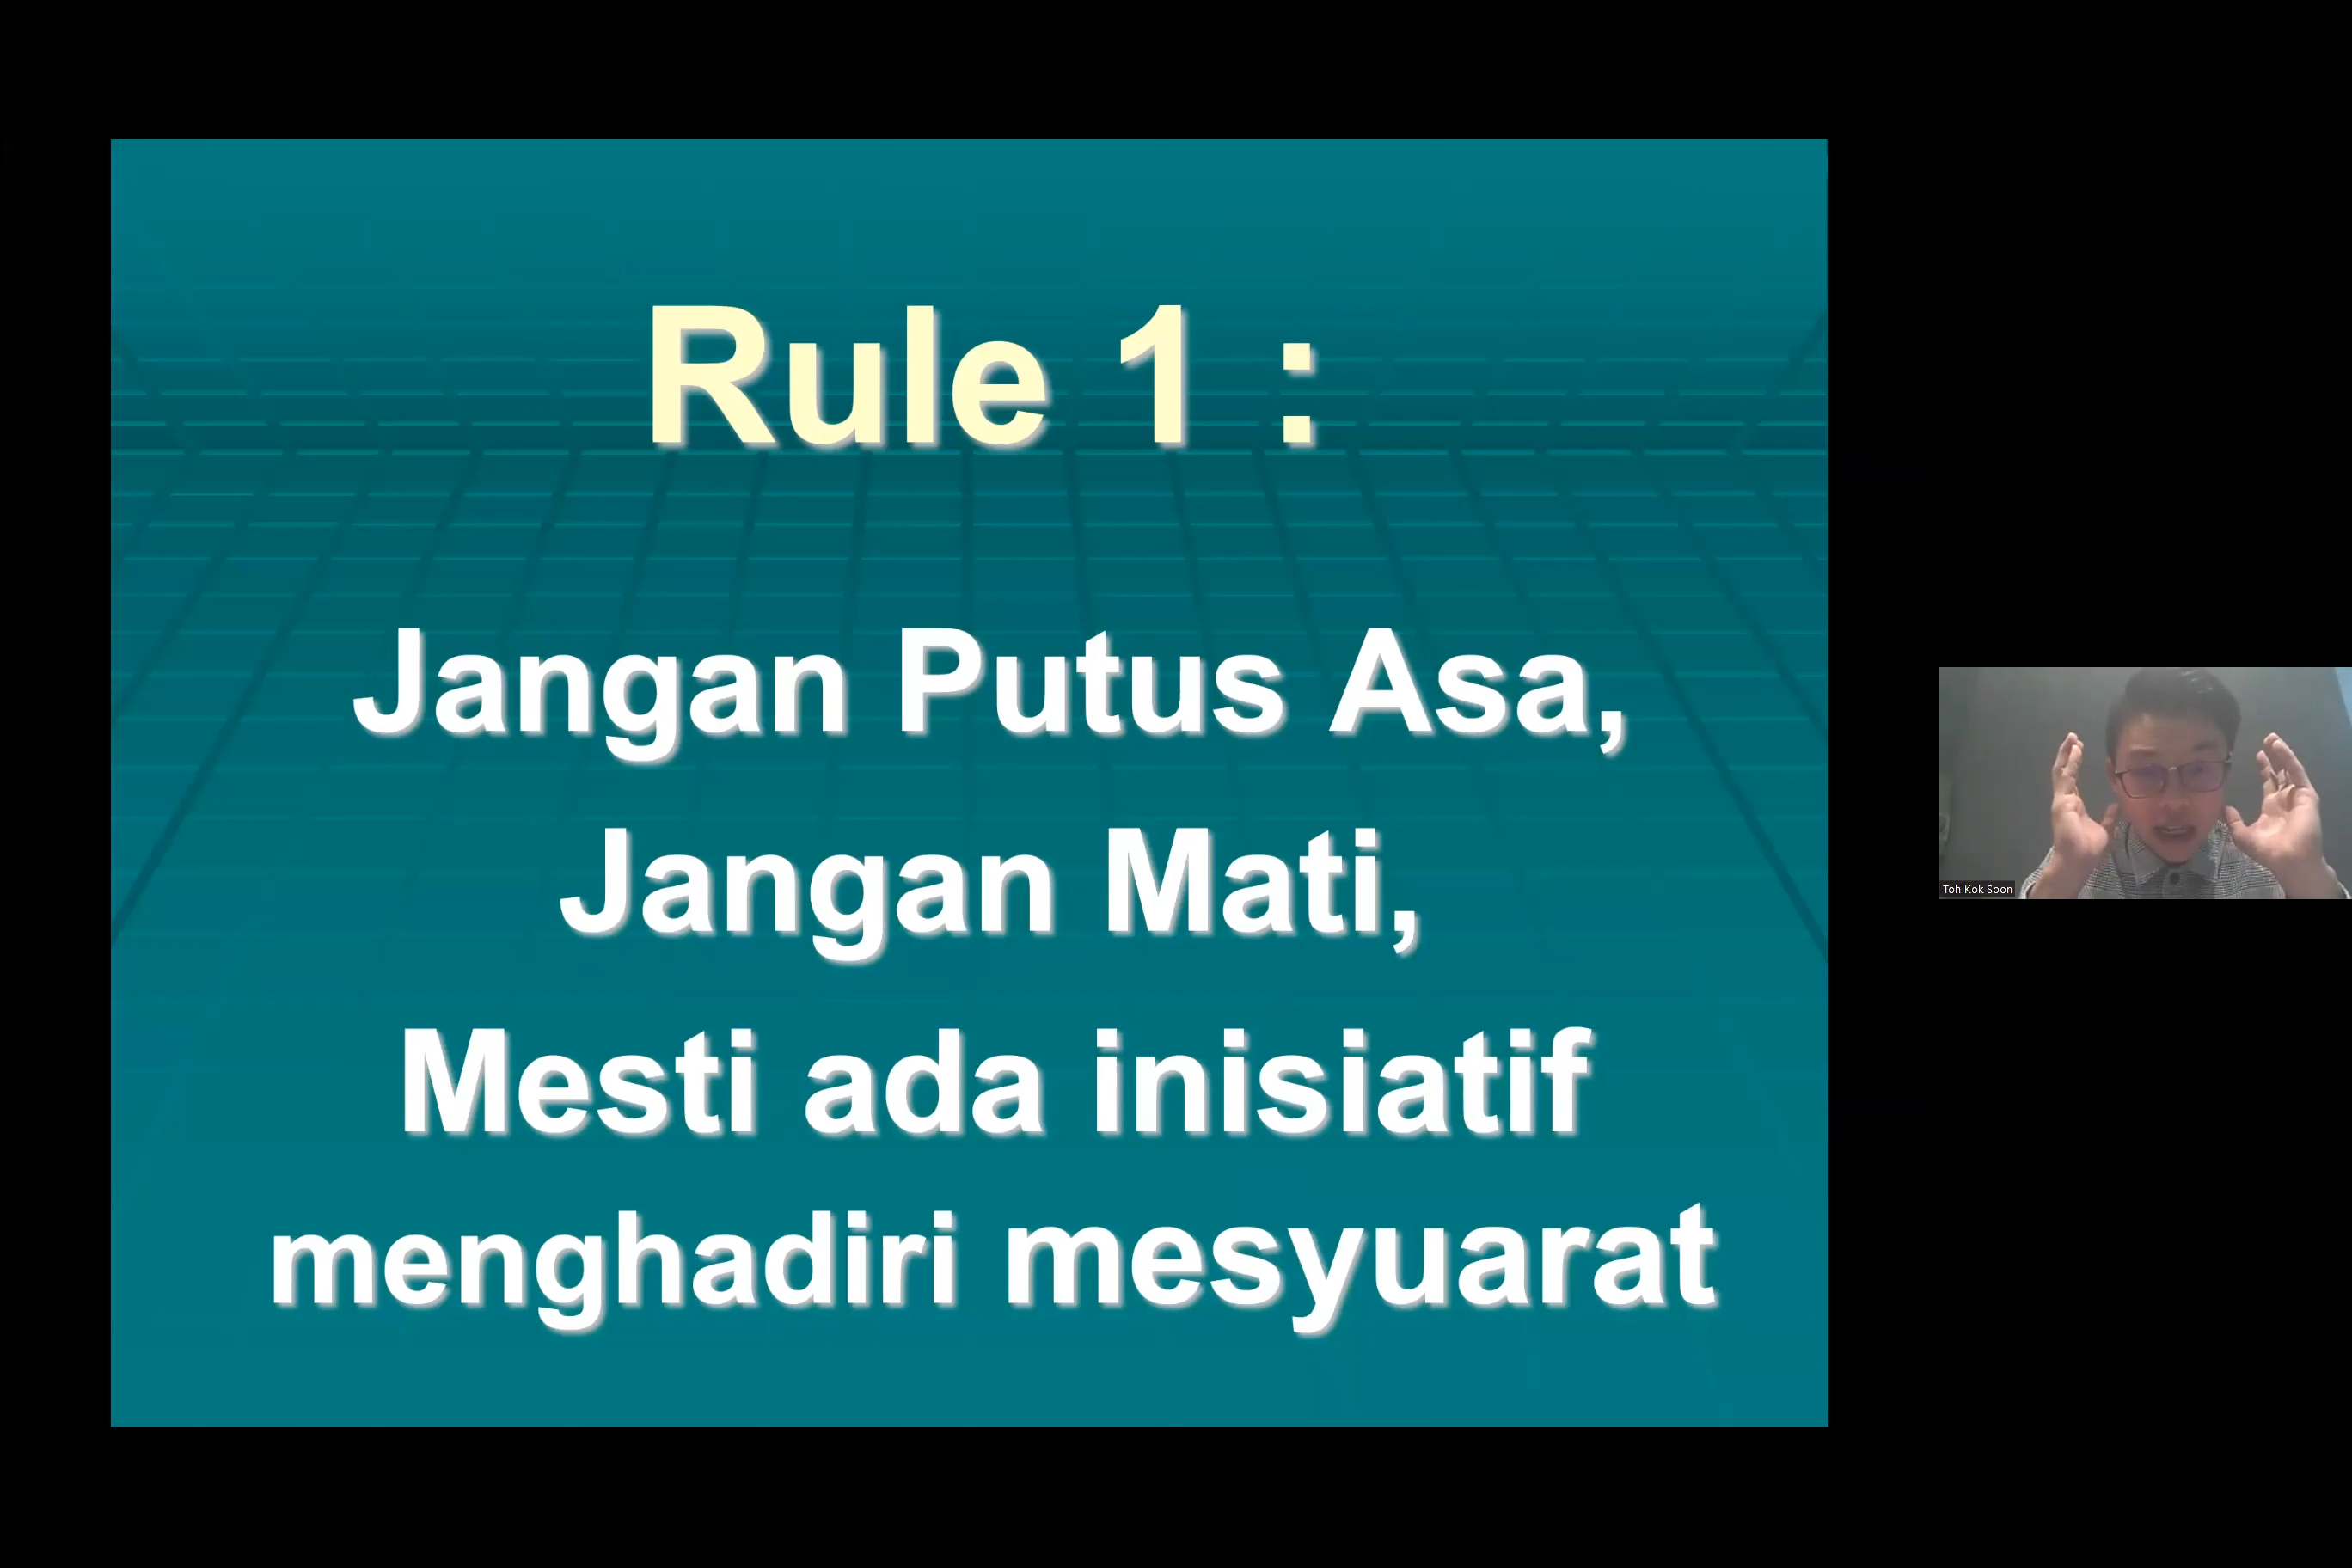 Rule 1 :
Jangan Putus Asa,
Jangan Mati,
Mesti ada inisiatif
menghadiri mesyuarat
Toh Kok Soon